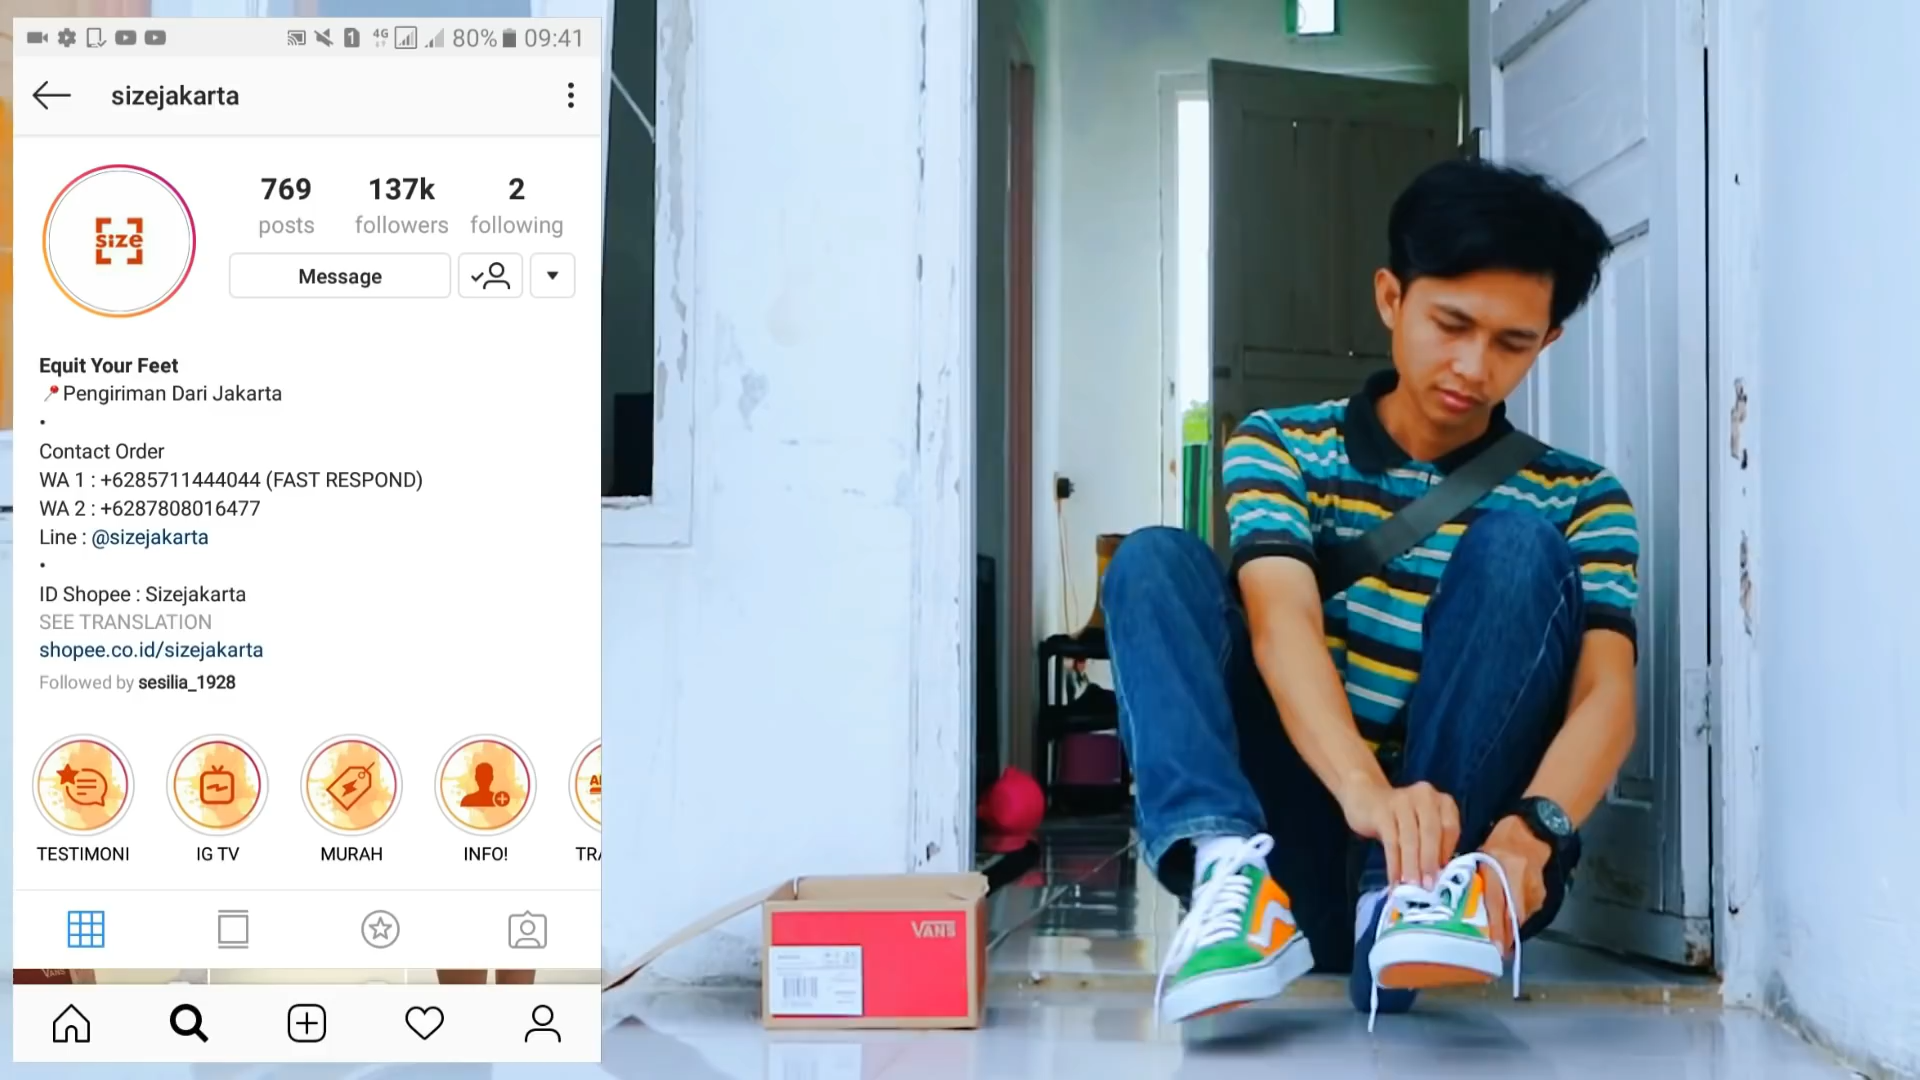 80% 09:41
sizejakarta
size
769 137k 2
posts followers following
Message
Equit Your Feet
📍Pengiriman Dari Jakarta
•
Contact Order
WA 1 : +6285711444044 (FAST RESPOND)
WA 2 : +6287808016477
Line : @sizejakarta
•
ID Shopee : Sizejakarta
SEE TRANSLATION
shopee.co.id/sizejakarta
Followed by sesilia_1928
TESTIMONI IG TV MURAH INFO!
VANS